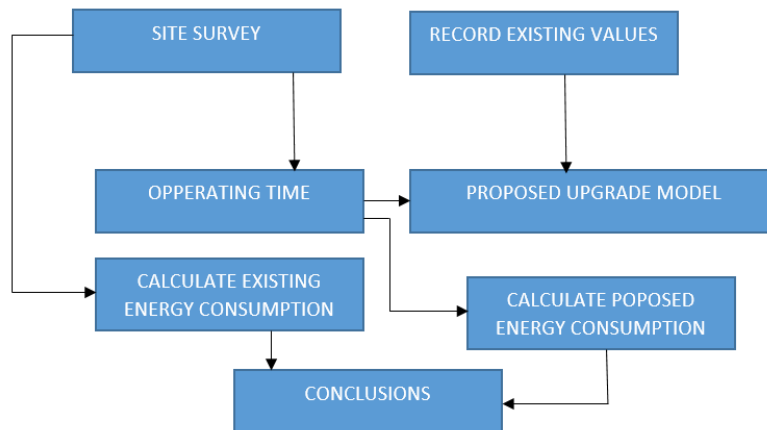 SITE SURVEY
RECORD EXISTING VALUES
OPPERATING TIME
PROPOSED UPGRADE MODEL
CALCULATE EXISTING
ENERGY CONSUMPTION
CALCULATE POPOSED
ENERGY CONSUMPTION
CONCLUSIONS